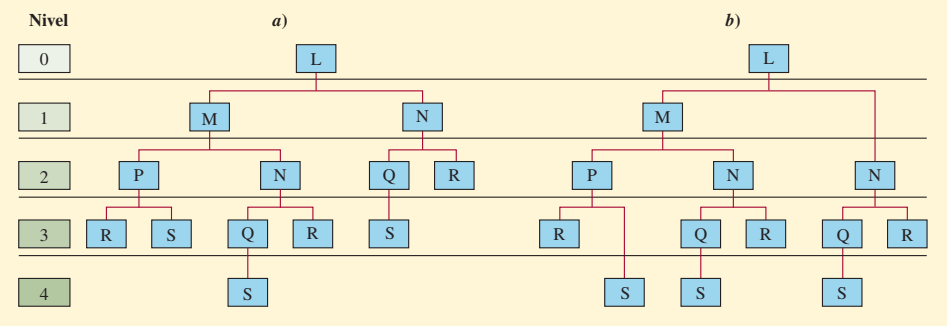 Nivel a) b)
0 L L
1 M N M
2 P N Q R P N N
3 R S Q R S R Q R Q R
4 S S S S